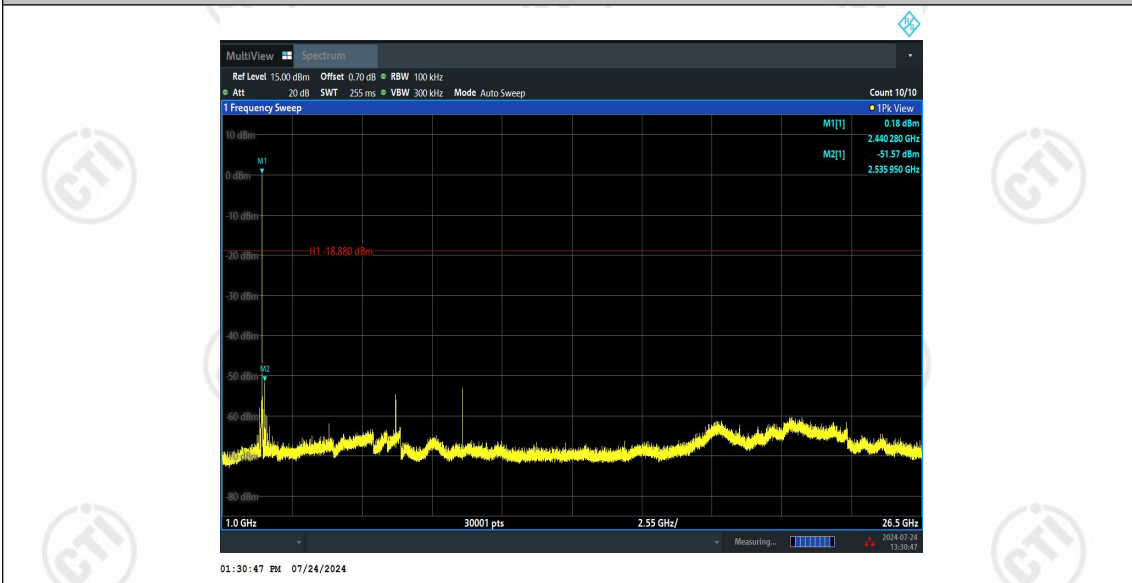 R&S
MultiView Spectrum
Ref Level 15.00 dBm Offset 0.70 dB RBW 100 kHz
Att 20 dB SWT 255 ms VBW 300 kHz Mode Auto Sweep Count 10/10
1 Frequency Sweep 1Pk View
M1[1] 0.18 dBm
10 dBm
2.440 280 GHz
M2[1] -51.57 dBm
M1
2.535 950 GHz
0 dBm
CTI CTI
-10 dBm
H1 -18.880 dBm
-20 dBm
-30 dBm
-40 dBm
M2
-50 dBm
-60 dBm
-80 dBm
1.0 GHz 30001 pts 2.55 GHz/ 26.5 GHz
Measuring... 2024-07-24
13:30:47
CTI CTI
01:30:47 PM 07/24/2024